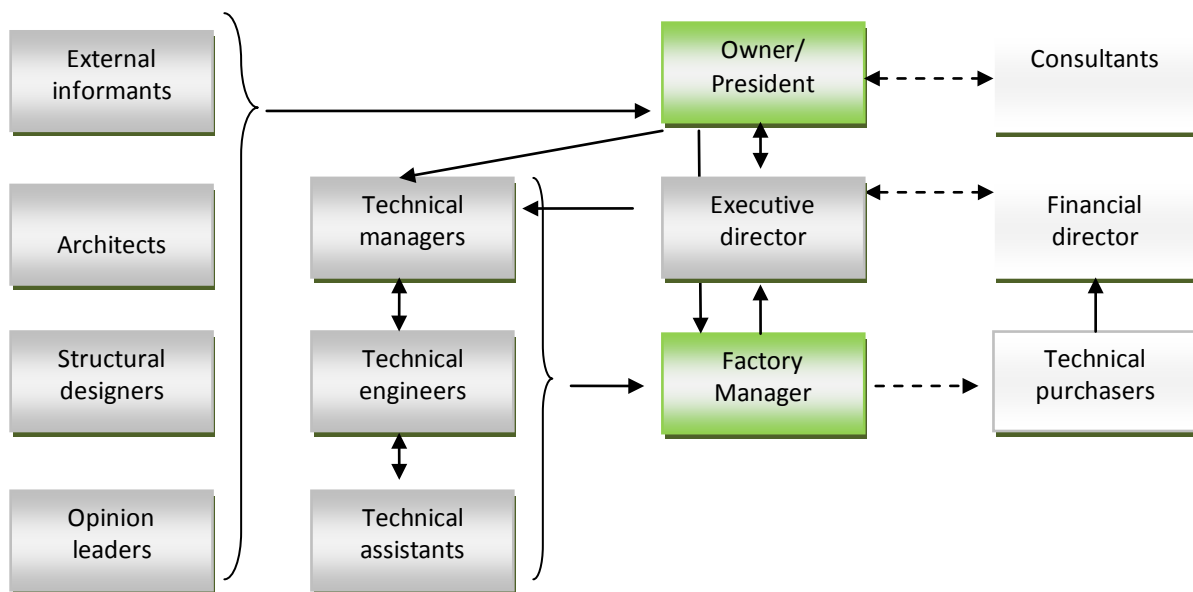 External
informants
Architects
Structural
designers
Opinion
leaders
Technical
managers
Technical
engineers
Technical
assistants
Owner/
President
Executive
director
Factory
Manager
Consultants
Financial
director
Technical
purchasers